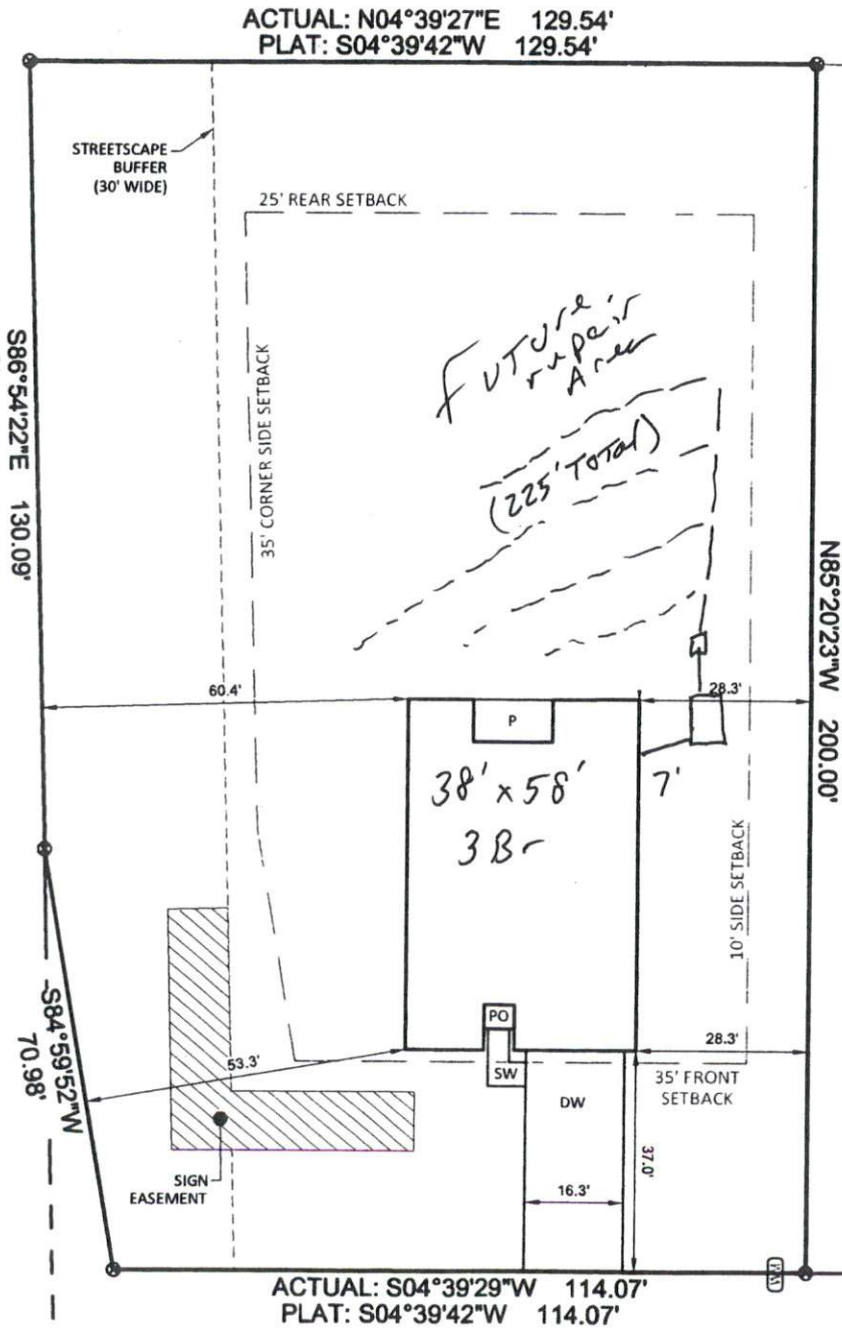 ACTUAL: N04°39'27"E 129.54'
PLAT: S04°39'42"W 129.54'
STREETSCAPE
BUFFER
(30' WIDE)
25' REAR SETBACK
Future
repair
Area
(225' Total)
35' CORNER SIDE SETBACK
S86°54'22"E 130.09'
N85°20'23"W 200.00'
60.4'
28.3'
P
38' x 58'
3 Br
7'
10' SIDE SETBACK
PO
SW
DW
53.3'
28.3'
35' FRONT
SETBACK
S84°59'52"W
70.98'
37.0'
16.3'
SIGN
EASEMENT
WM
ACTUAL: S04°39'29"W 114.07'
PLAT: S04°39'42"W 114.07'